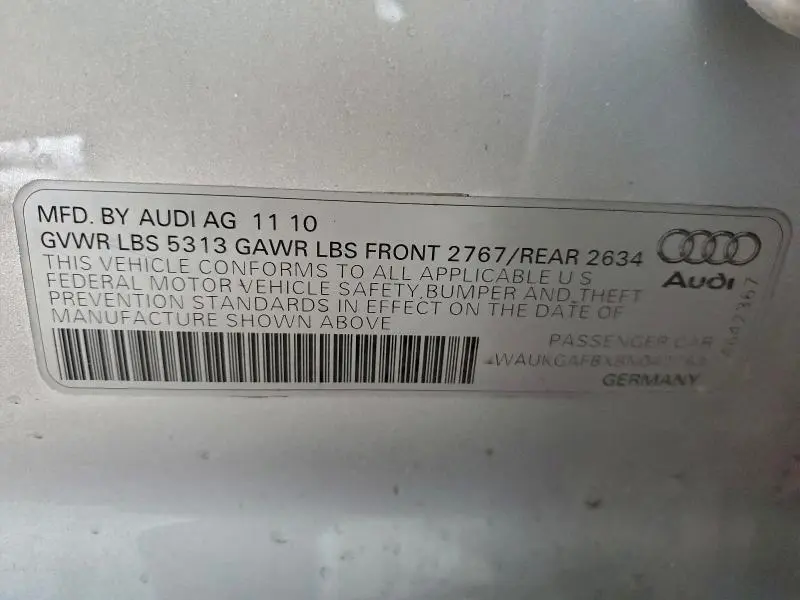 MFD. BY AUDI AG 11 10
GVWR LBS 5313 GAWR LBS FRONT 2767/REAR 2634
THIS VEHICLE CONFORMS TO ALL APPLICABLE U S
FEDERAL MOTOR VEHICLE SAFETY,BUMPER AND THEFT
PREVENTION STANDARDS IN EFFECT ON THE DATE OF
MANUFACTURE SHOWN ABOVE
Audi
PASSENGER CAR
GERMANY